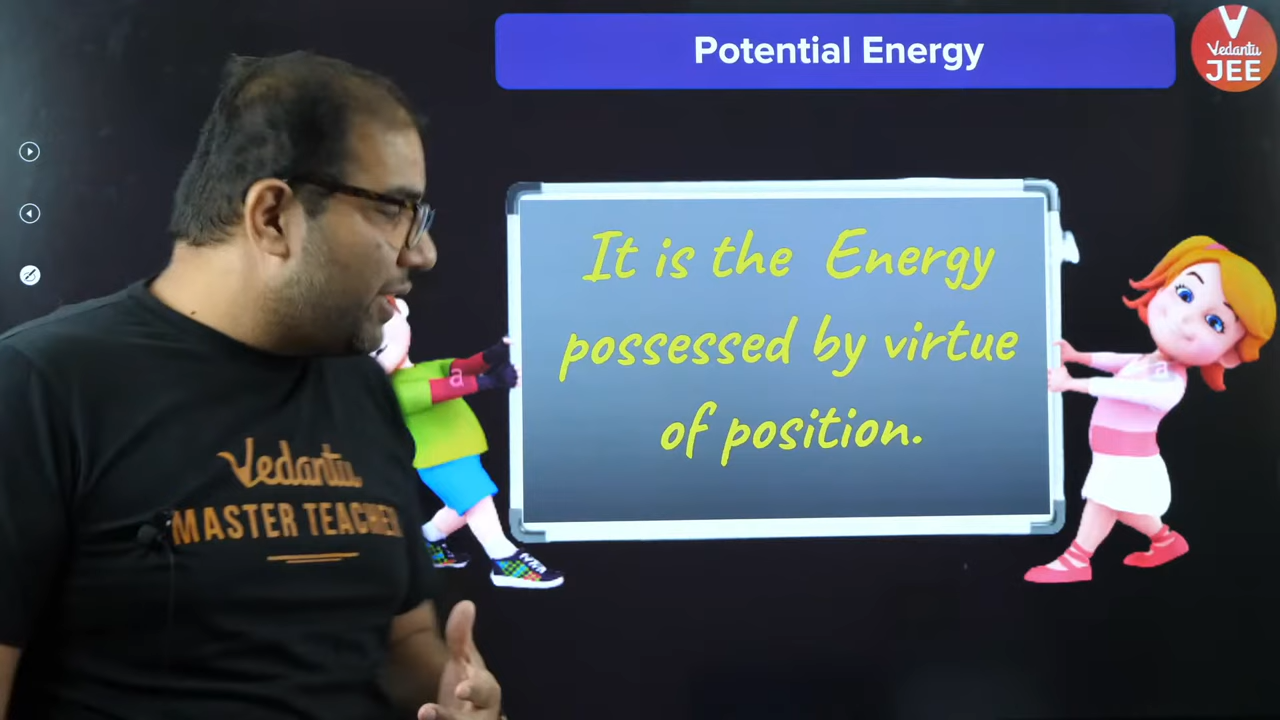 Potential Energy
Vedantu
JEE
It is the Energy
possessed by virtue
of position.
a
a
Vedantu
MASTER TEACHER